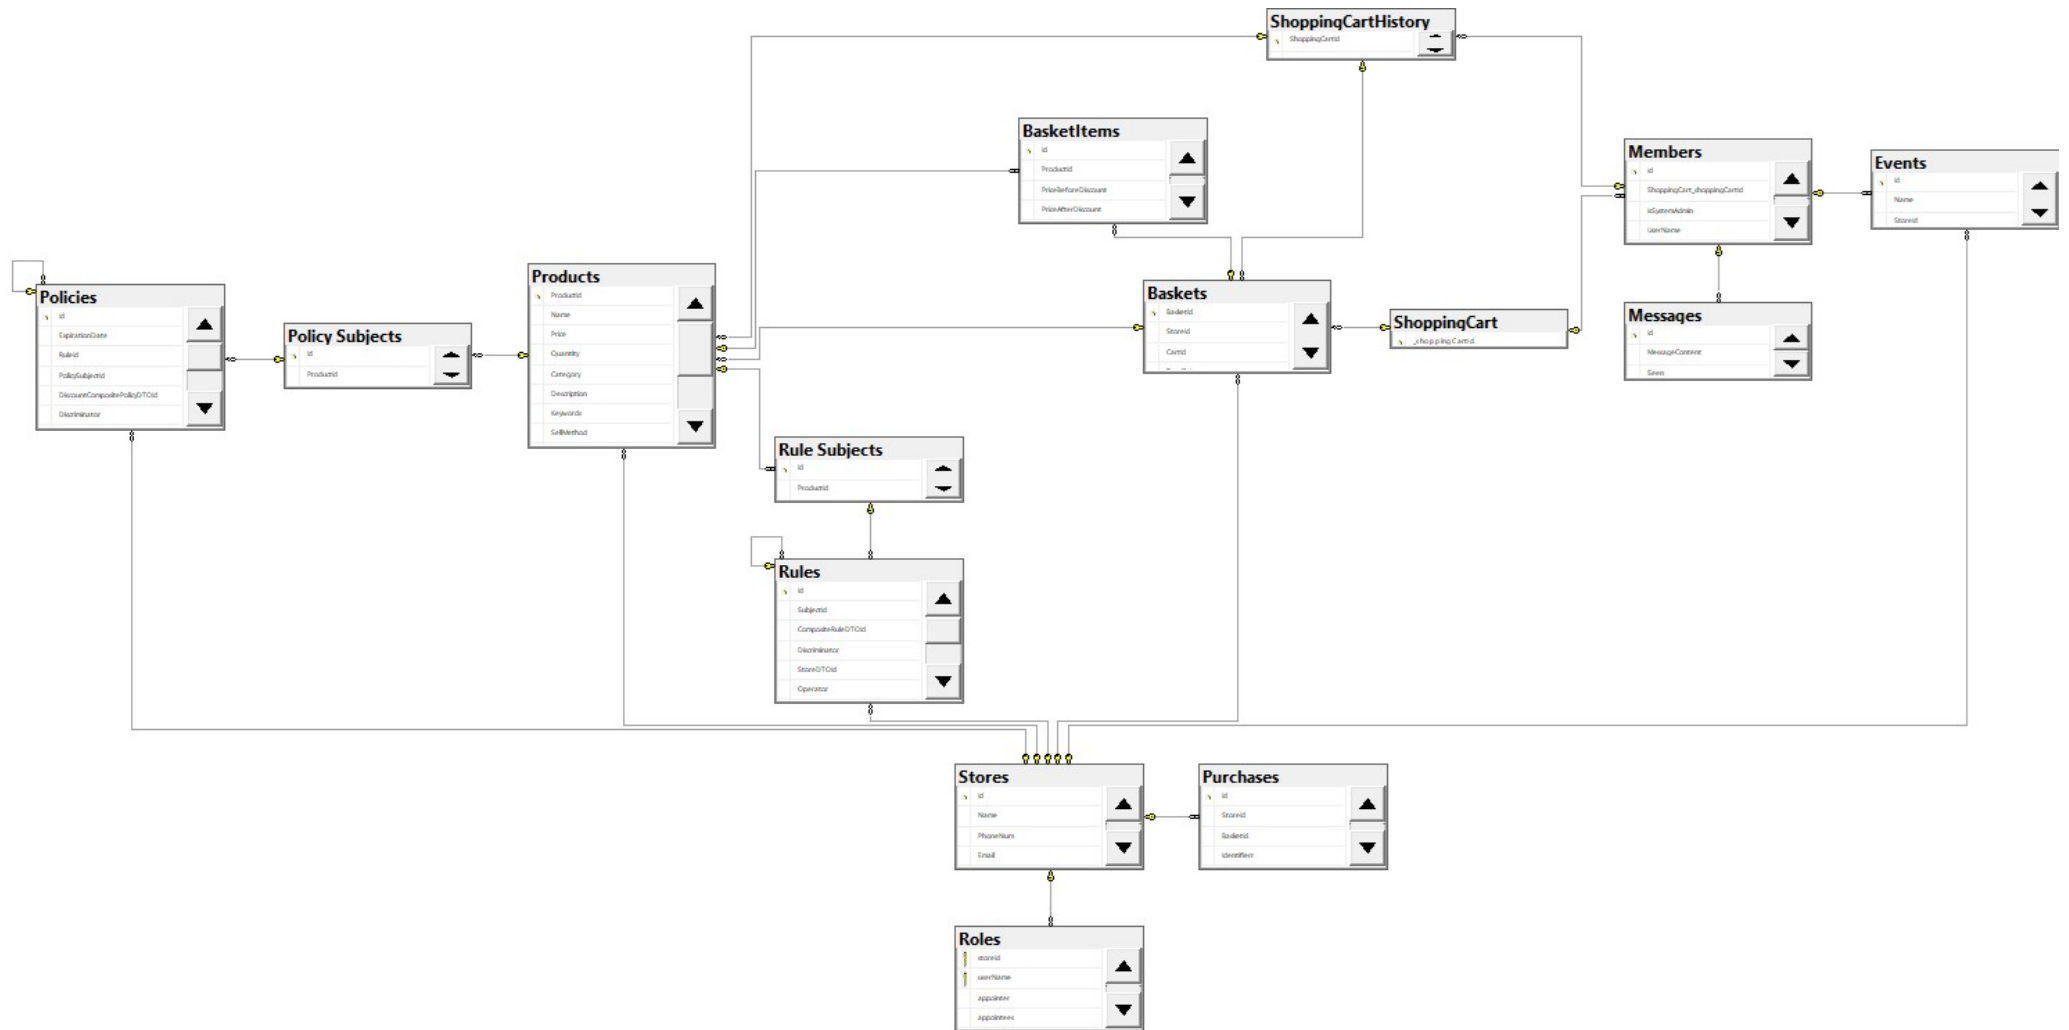 ShoppingCartHistory
ShoppingCartId
BasketItems
id
ProductId
PriceBeforeDiscount
PriceAfterDiscount
Members
id
ShoppingCart_shoppingCartId
isSystemAdmin
userName
Events
id
Name
StoreId
Policies
id
ExpirationDate
RuleId
PolicySubjectId
DiscountCompositePolicyDTOid
Discriminator
Policy Subjects
id
ProductId
Products
ProductId
Name
Price
Quantity
Category
Description
Keywords
SellMethod
Baskets
BasketId
StoreId
CartId
ShoppingCart
_shoppingCartId
Messages
id
MessageContent
Seen
Rule Subjects
id
ProductId
Rules
id
SubjectId
CompositeRuleDTOid
Discriminator
StoreDTOid
Operator
Stores
id
Name
PhoneNum
Email
Purchases
id
StoreId
BasketId
Identifierr
Roles
storeId
userName
appointer
appointees